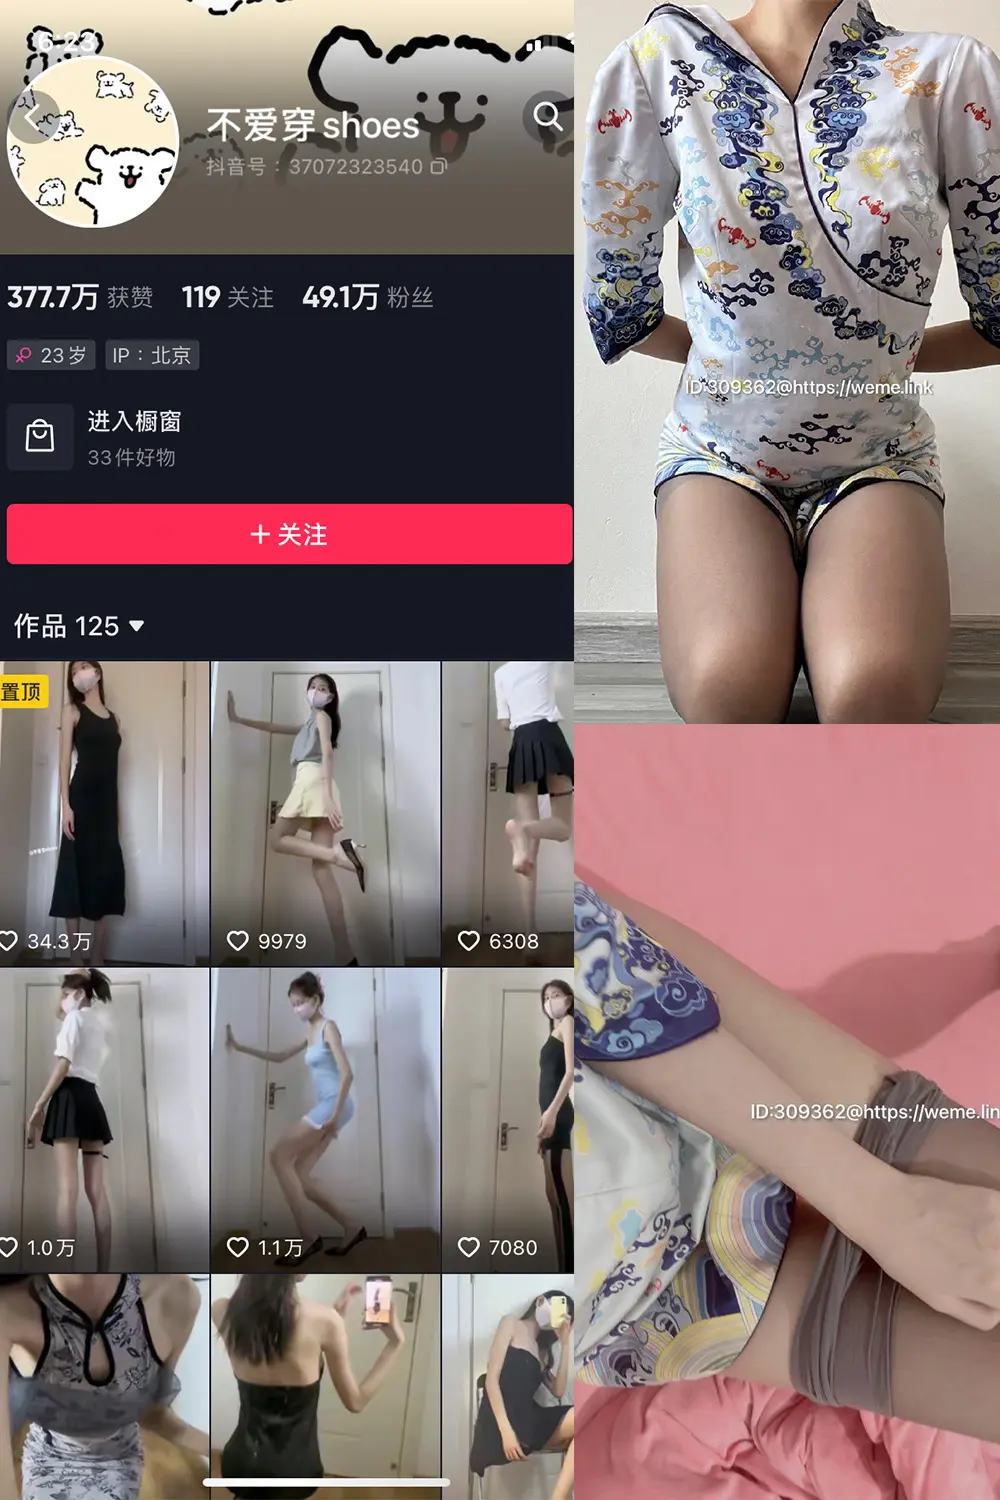 6:23
不爱穿shoes
抖音号：37072323540
377.7万 获赞 119 关注 49.1万 粉丝
23岁 IP：北京
进入橱窗
33件好物
+ 关注
作品 125
置顶
34.3万 9979 6308
1.0万 1.1万 7080
ID:309362@https://weme.link
ID:309362@https://weme.lin